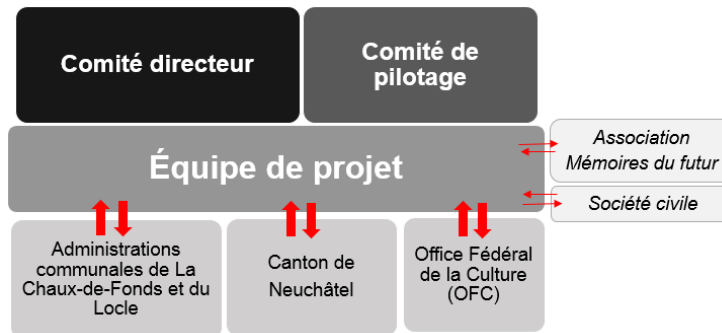 Comité directeur
Comité de
pilotage
Équipe de projet
Association
Mémoires du futur
Société civile
Administrations
communales de La
Chaux-de-Fonds et du
Locle
Canton de
Neuchâtel
Office Fédéral
de la Culture
(OFC)